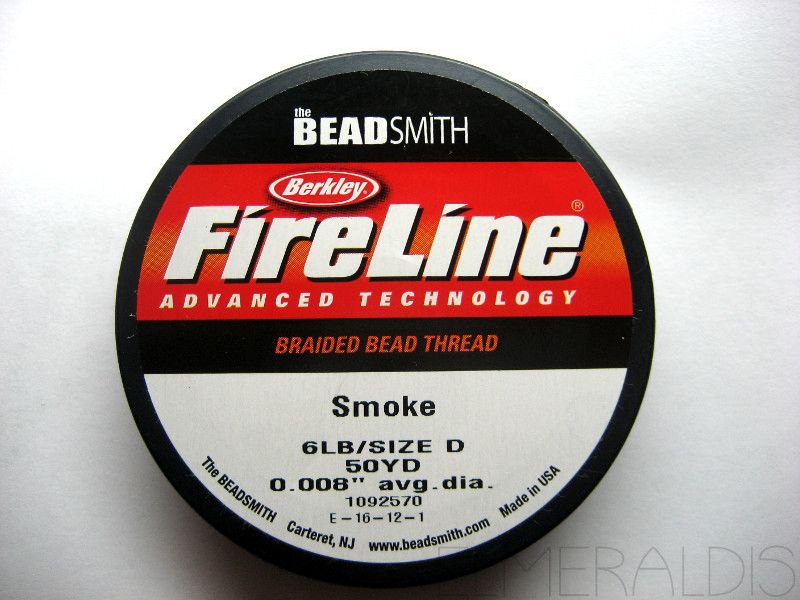 the
BEADSMITH
Berkley®
FireLine®
ADVANCED TECHNOLOGY
BRAIDED BEAD THREAD
Smoke
6LB/SIZE D
50YD
0.008" avg.dia.
1092570
E-16-12-1
The BEADSMITH Carteret, NJ www.beadsmith.com Made in USA
ESMERALDIS